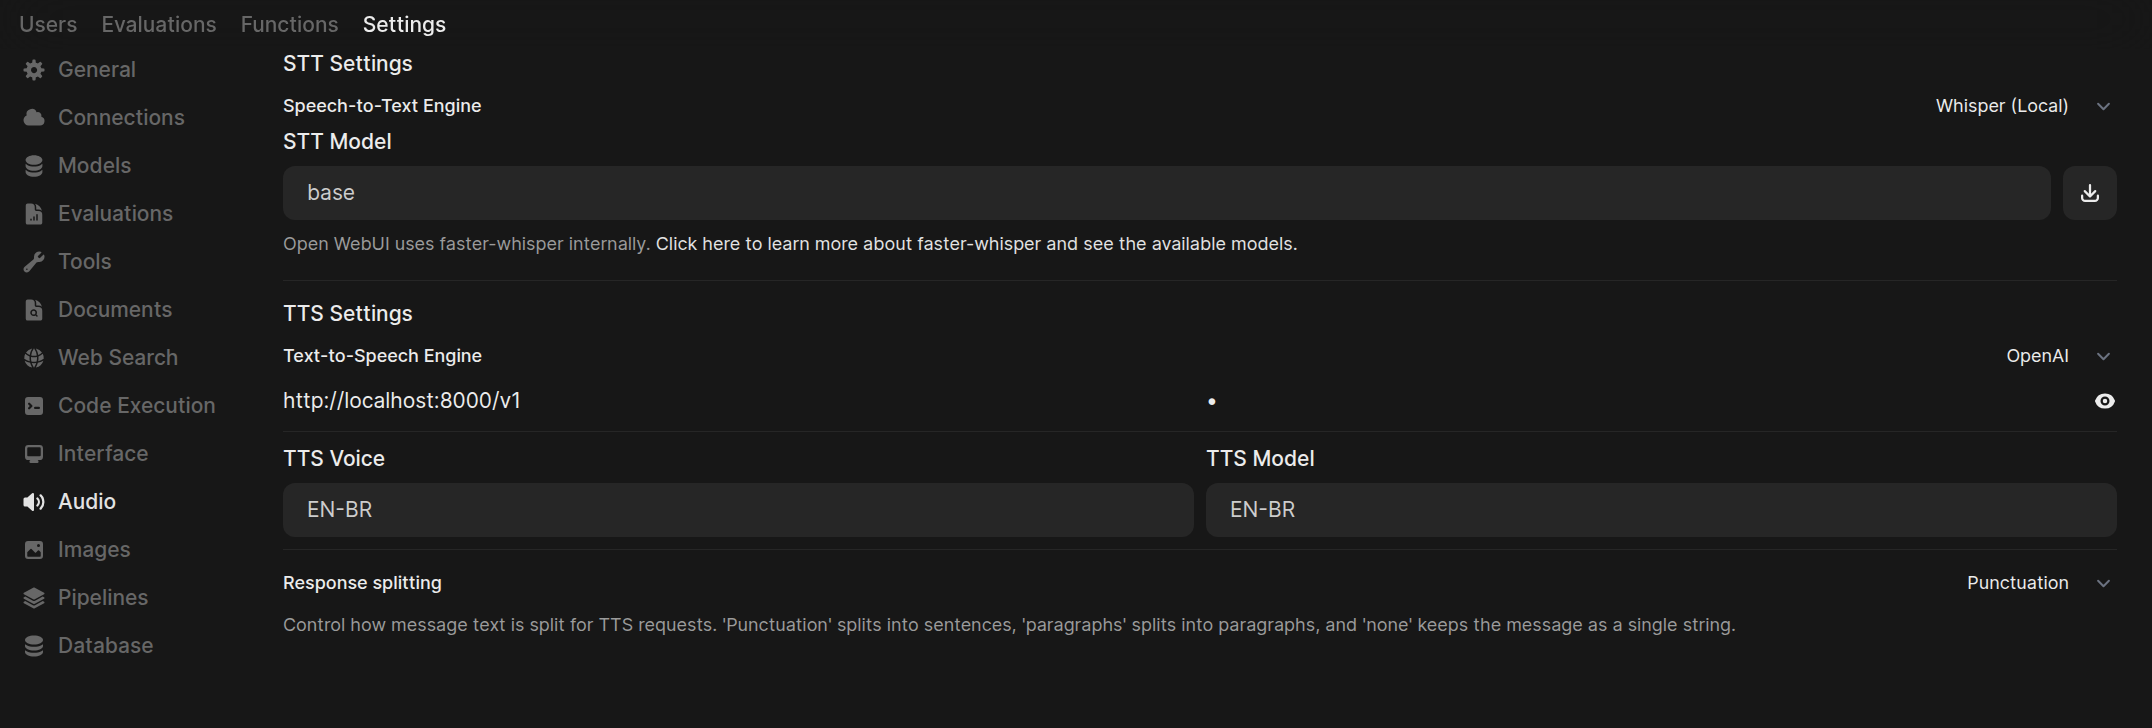 Users Evaluations Functions Settings
General
Connections
Models
Evaluations
Tools
Documents
Web Search
Code Execution
Interface
Audio
Images
Pipelines
Database
STT Settings
Speech-to-Text Engine Whisper (Local)
STT Model
base
Open WebUI uses faster-whisper internally. Click here to learn more about faster-whisper and see the available models.
TTS Settings
Text-to-Speech Engine OpenAI
http://localhost:8000/v1 •
TTS Voice TTS Model
EN-BR EN-BR
Response splitting Punctuation
Control how message text is split for TTS requests. 'Punctuation' splits into sentences, 'paragraphs' splits into paragraphs, and 'none' keeps the message as a single string.